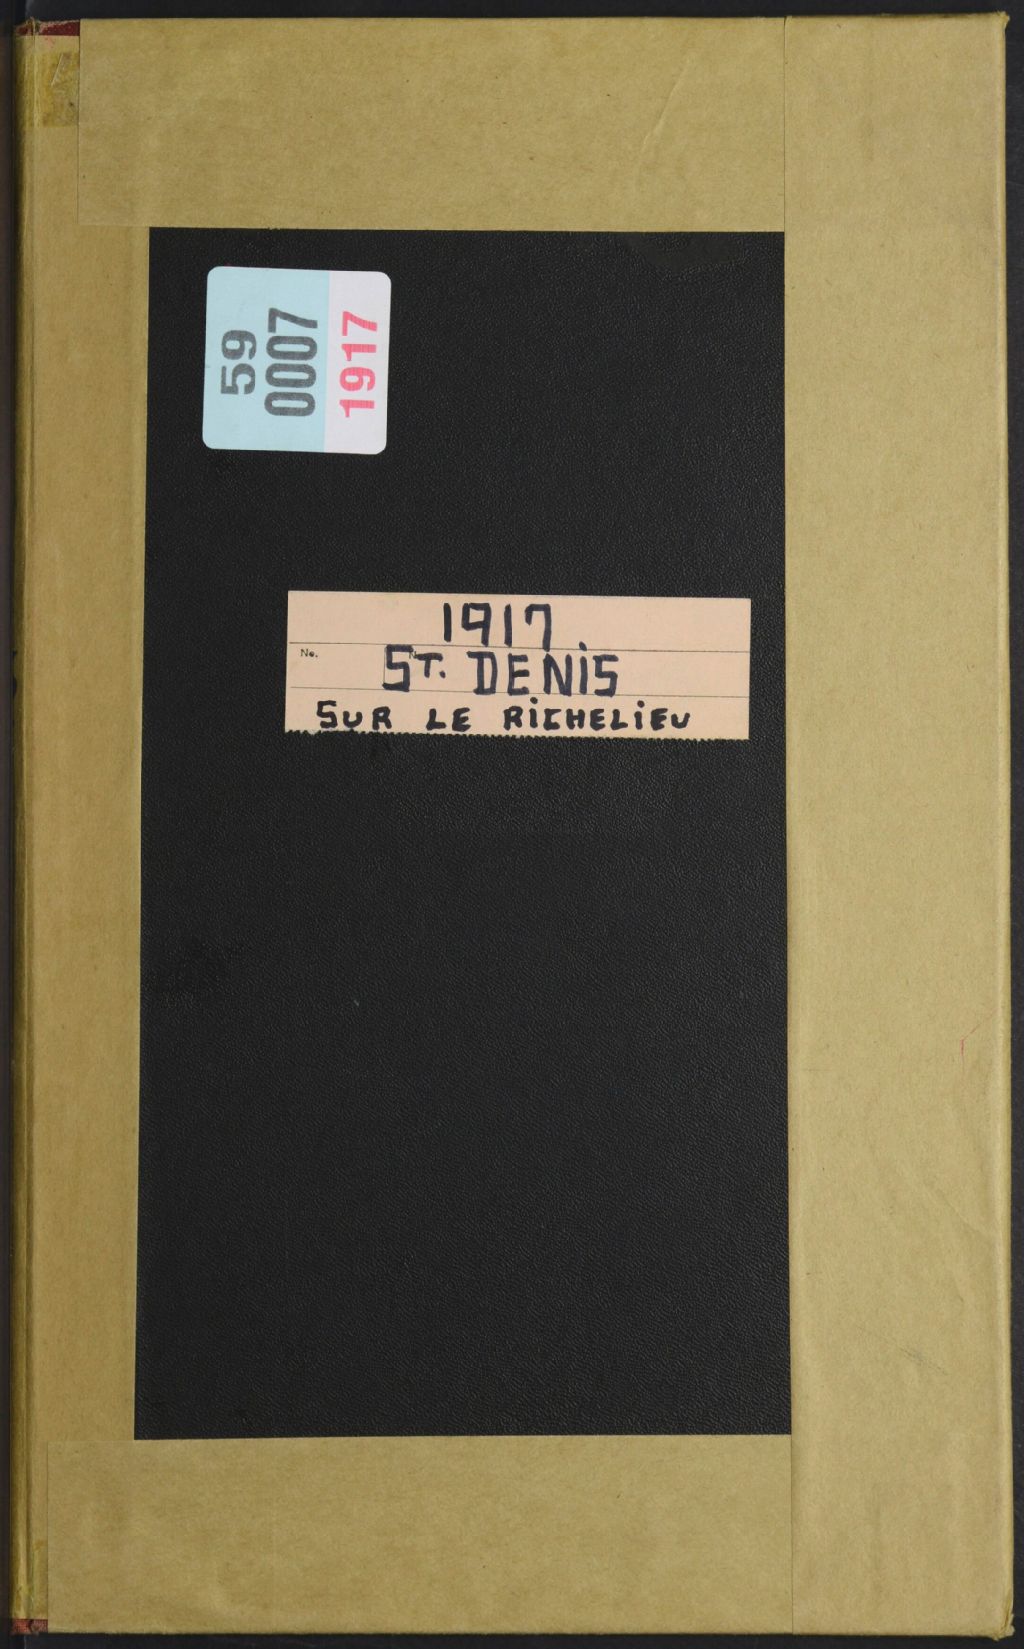 59
0007
1917
1917
No.
ST. DENIS
SUR LE RICHELIEU